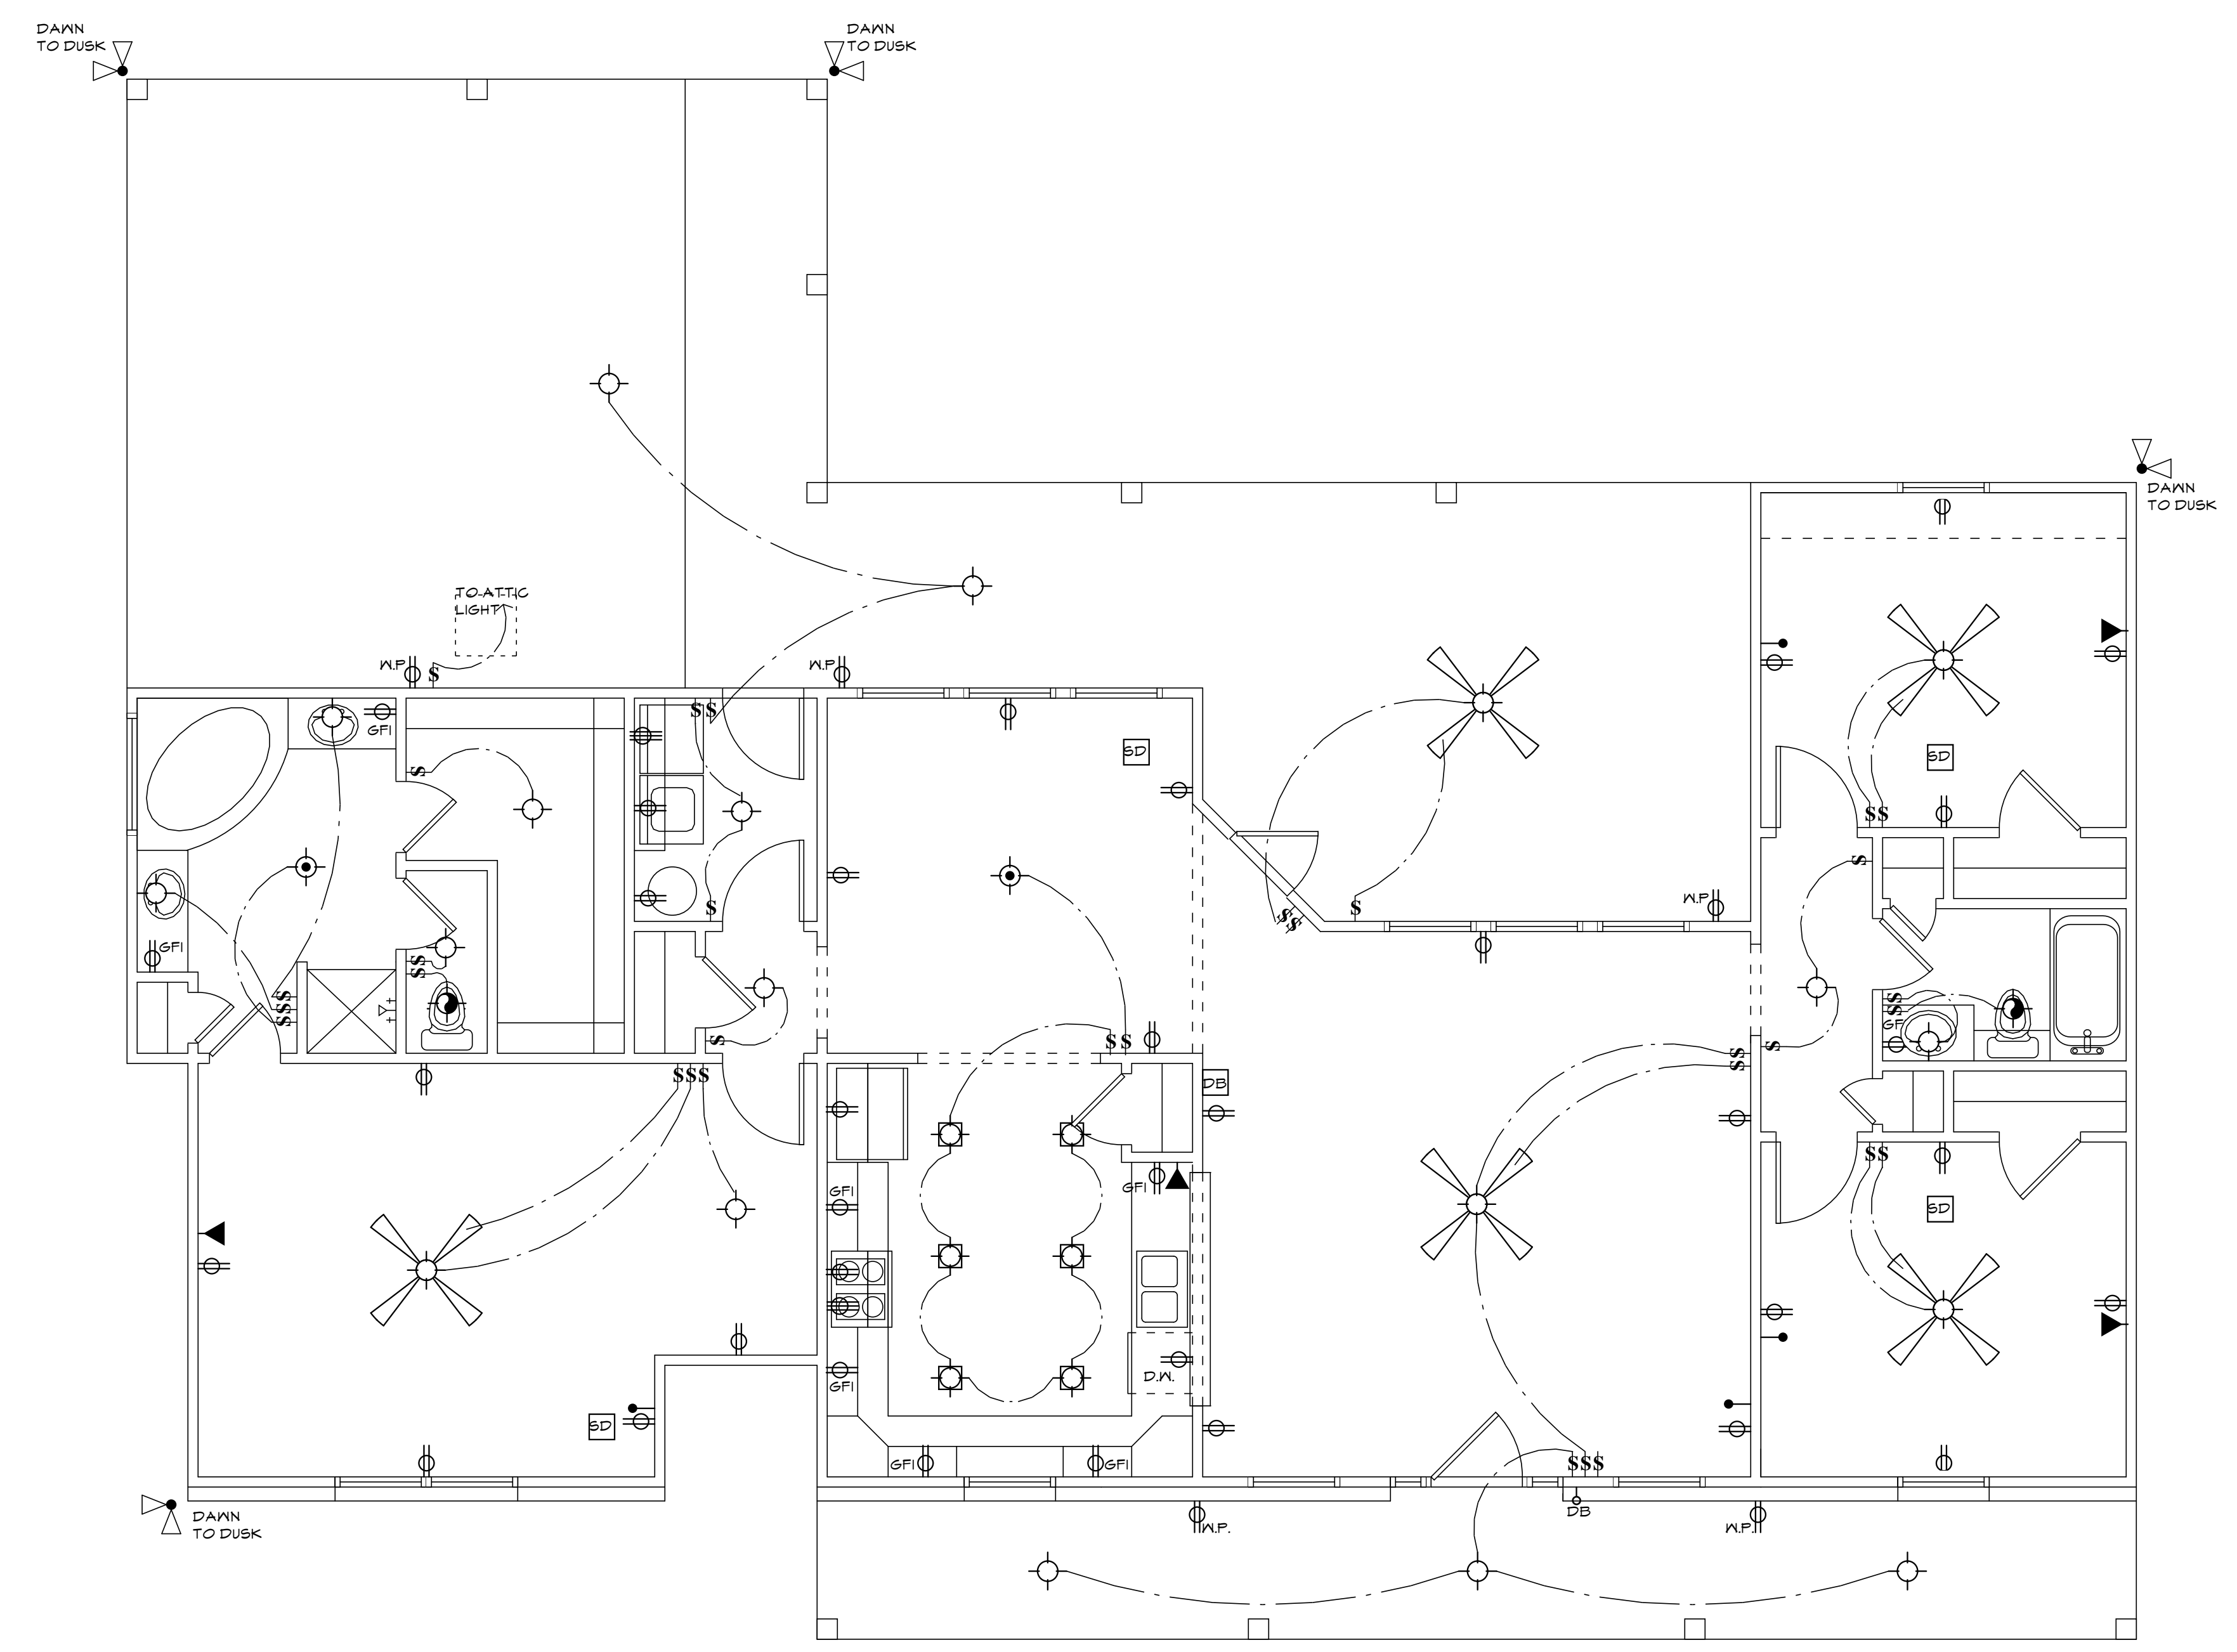 DAWN
TO DUSK
DAWN
TO DUSK
DAWN
TO DUSK
TO ATTIC
LIGHT
W.P
$
W.P
$$
GFI
$
SD
W.P
$
$$
SD
$$
$
GFI
$
$
$
$
$
$
$$
$
$
$
GFI
$
$
$
$$$
DB
$$
GFI
GFI
SD
D.W.
GFI
SD
GFI
GFI
$$$
DB
DAWN
TO DUSK
W.P.
W.P.